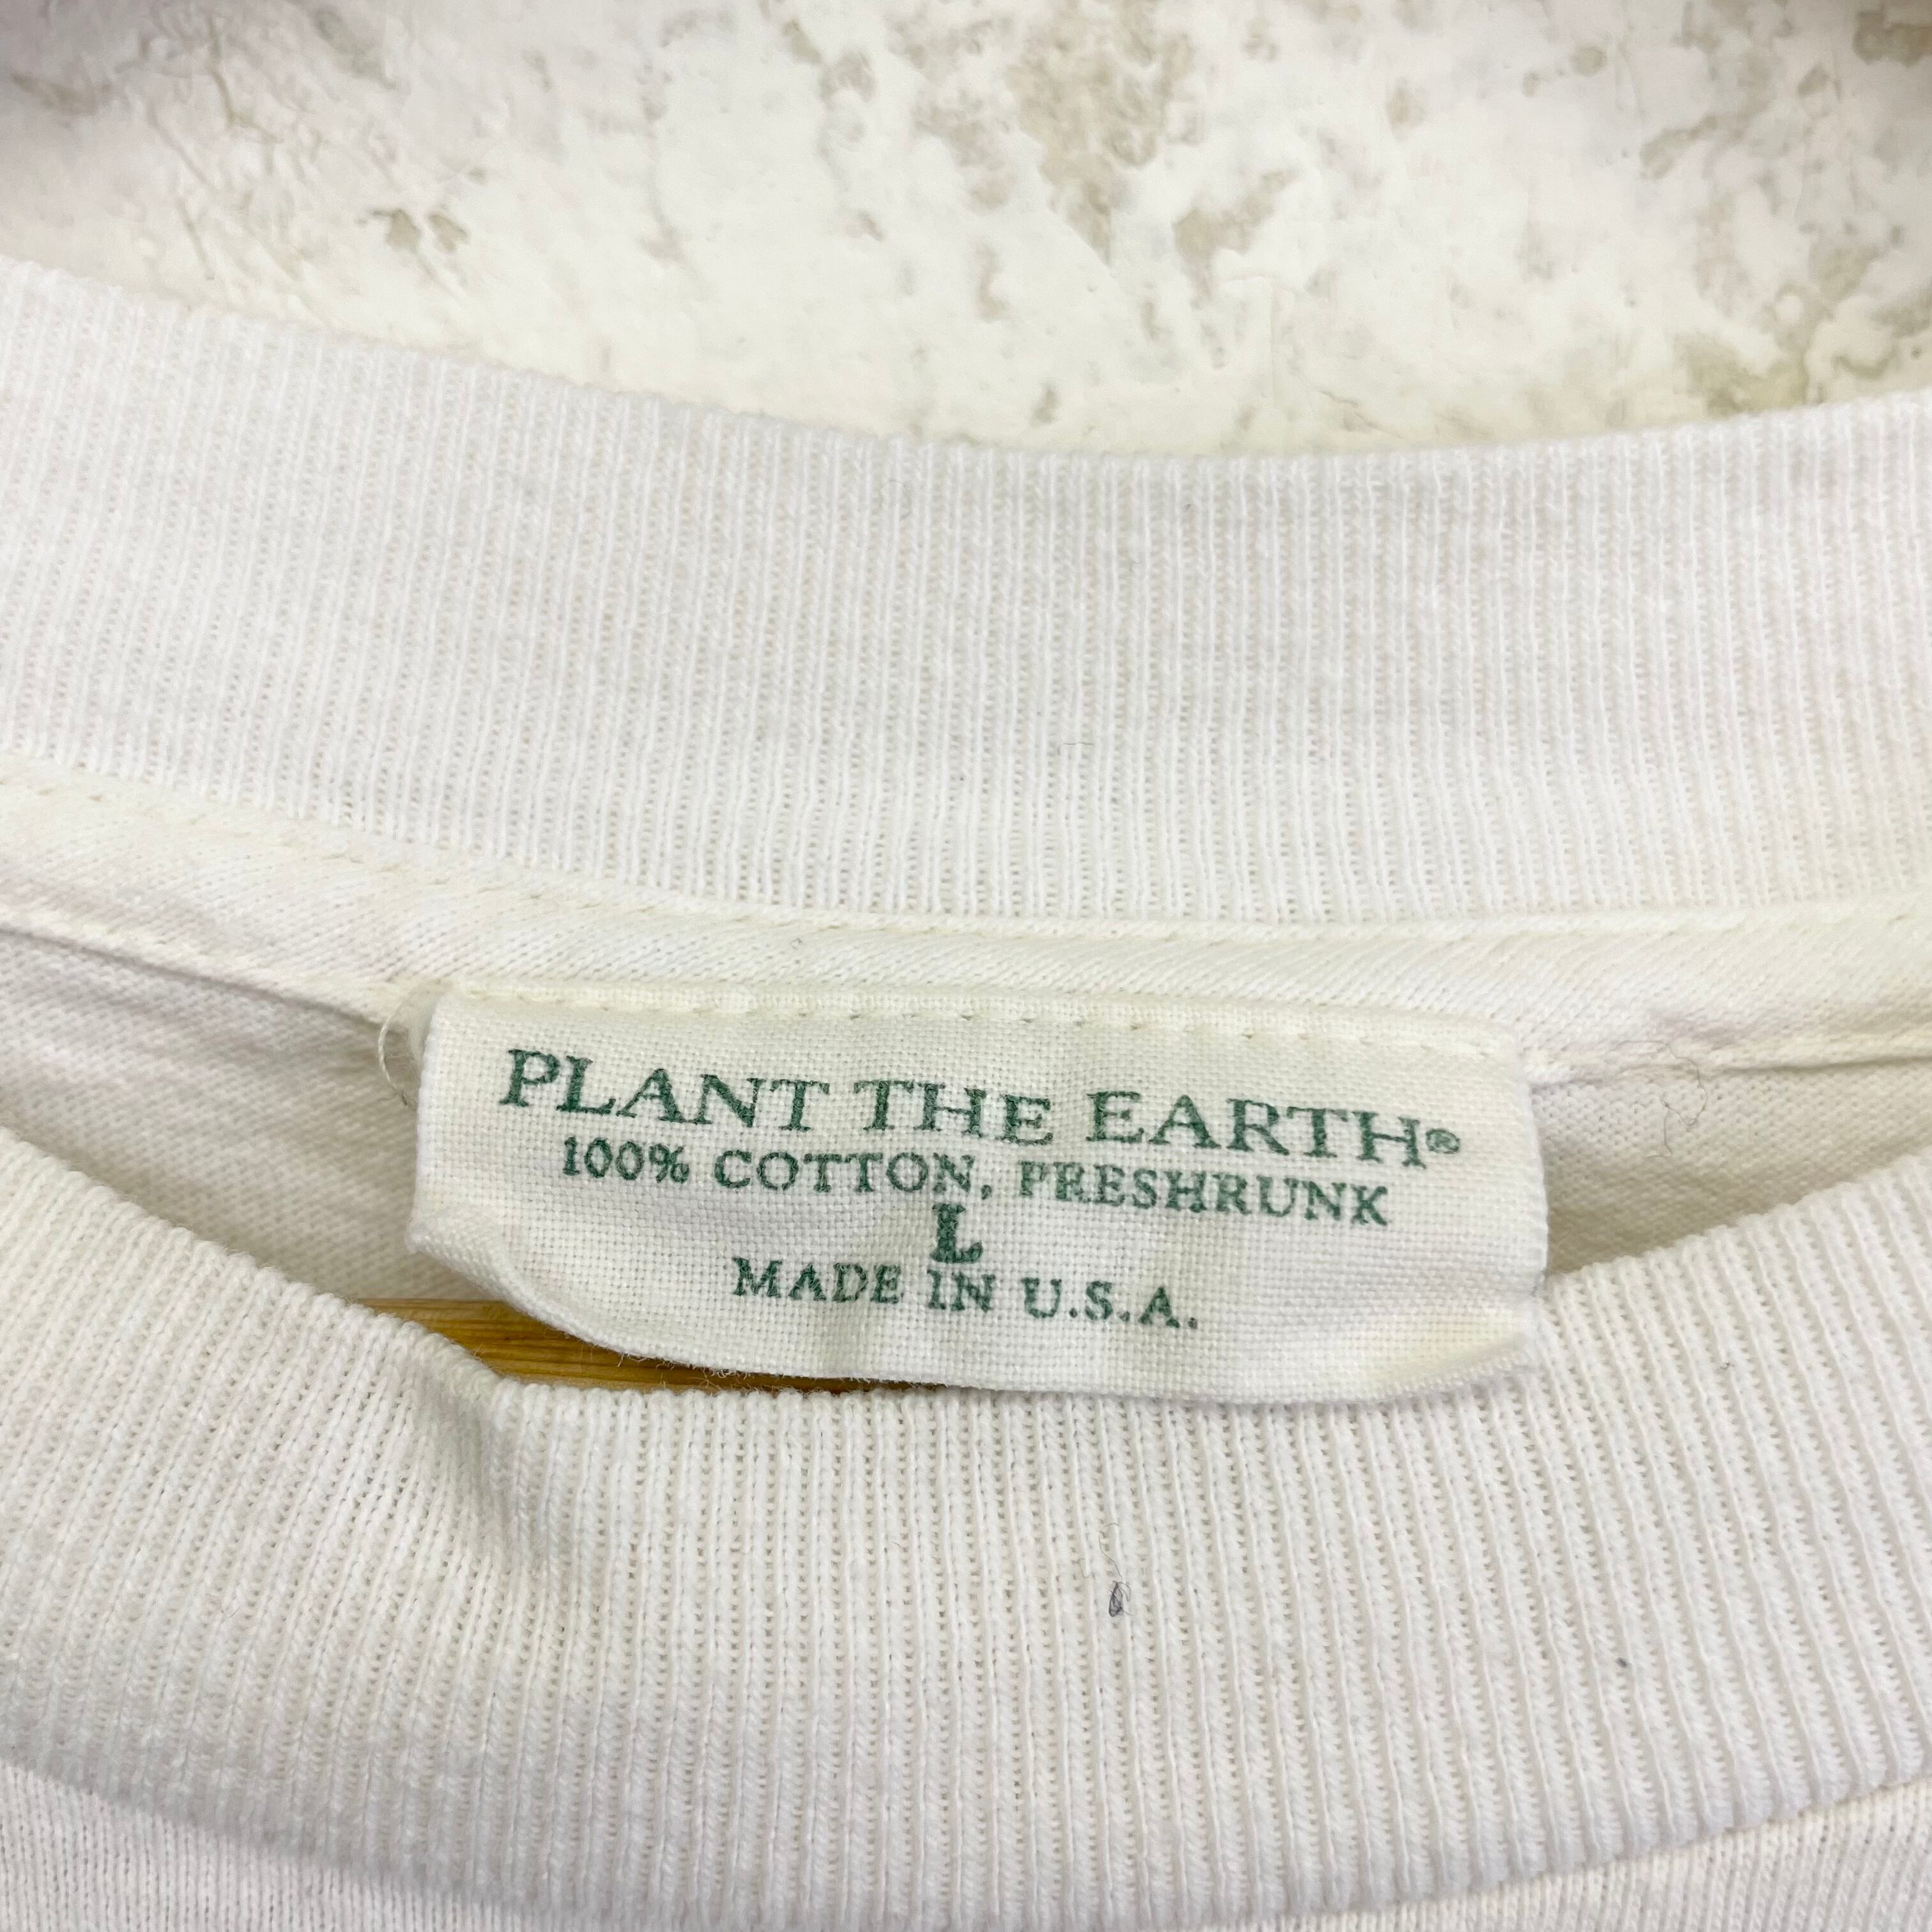 PLANT THE EARTH®
100% COTTON, PRESHRUNK
L
MADE IN U.S.A.